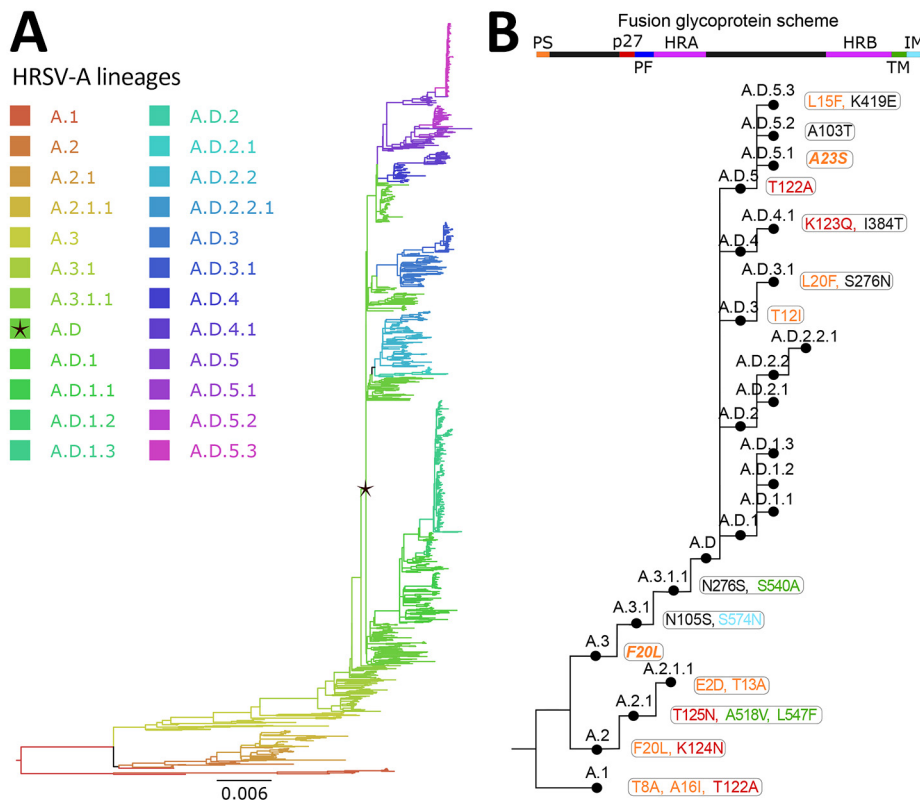 A
HRSV-A lineages
A.1
A.2
A.2.1
A.2.1.1
A.3
A.3.1
A.3.1.1
A.D
A.D.1
A.D.1.1
A.D.1.2
A.D.1.3
A.D.2
A.D.2.1
A.D.2.2
A.D.2.2.1
A.D.3
A.D.3.1
A.D.4
A.D.4.1
A.D.5
A.D.5.1
A.D.5.2
A.D.5.3
0.006
B
Fusion glycoprotein scheme
PS p27 HRA HRB IM
PF TM
A.D.5.3
L15F, K419E
A.D.5.2
A103T
A.D.5.1
A23S
A.D.5
T122A
A.D.4.1
K123Q, I384T
A.D.4
A.D.3.1
L20F, S276N
A.D.3
T12I
A.D.2.2.1
A.D.2.2
A.D.2.1
A.D.2
A.D.1.3
A.D.1.2
A.D.1.1
A.D.1
A.D
A.3.1.1
N276S, S540A
A.3.1
N105S, S574N
A.3
F20L
A.2.1.1
E2D, T13A
A.2.1
T125N, A518V, L547F
A.2
F20L, K124N
A.1
T8A, A16I, T122A